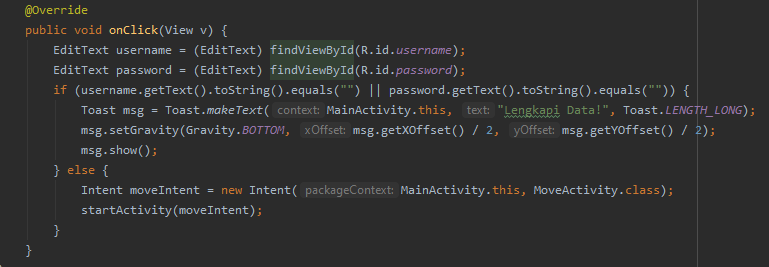 @Override
public void onClick(View v) {
    EditText username = (EditText) findViewById(R.id.username);
    EditText password = (EditText) findViewById(R.id.password);
    if (username.getText().toString().equals("") || password.getText().toString().equals("")) {
        Toast msg = Toast.makeText( context: MainActivity.this, text: "Lengkapi Data!", Toast.LENGTH_LONG);
        msg.setGravity(Gravity.BOTTOM, xOffset: msg.getXOffset() / 2, yOffset: msg.getYOffset() / 2);
        msg.show();
    } else {
        Intent moveIntent = new Intent( packageContext: MainActivity.this, MoveActivity.class);
        startActivity(moveIntent);
    }
}